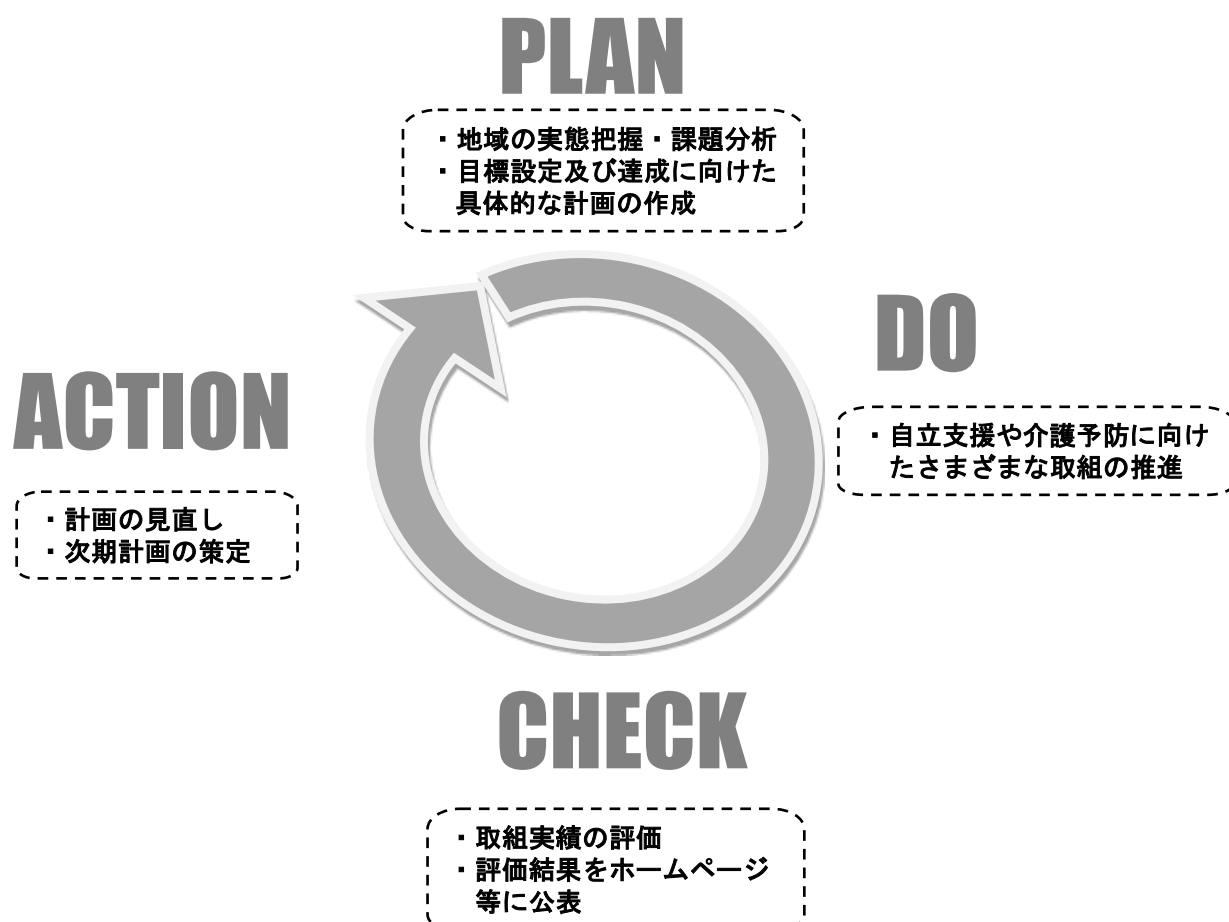 PLAN
・地域の実態把握・課題分析
・目標設定及び達成に向けた
具体的な計画の作成
DO
・自立支援や介護予防に向け
たさまざまな取組の推進
CHECK
・取組実績の評価
・評価結果をホームページ
等に公表
ACTION
・計画の見直し
・次期計画の策定